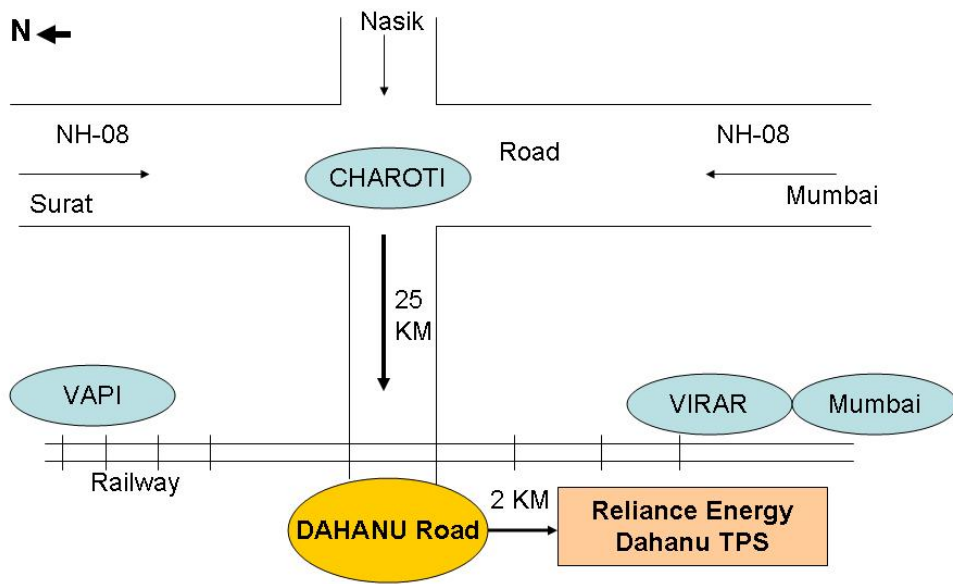 N
Nasik
NH-08
NH-08
Road
CHAROTI
Surat
Mumbai
25
KM
VAPI
VIRAR
Mumbai
Railway
2 KM
DAHANU Road
Reliance Energy
Dahanu TPS